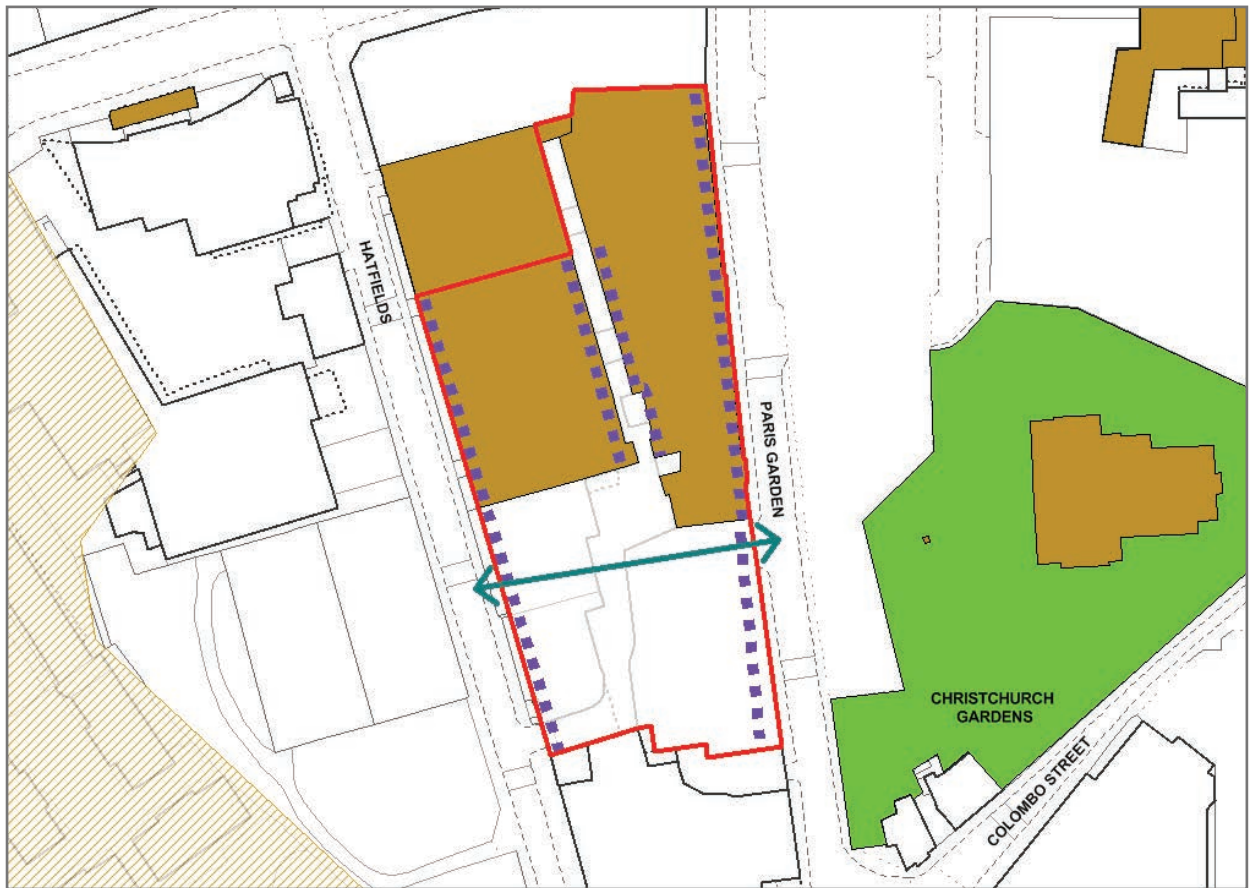 HATFIELDS
PARIS GARDEN
CHRISTCHURCH
GARDENS
COLOMBO STREET